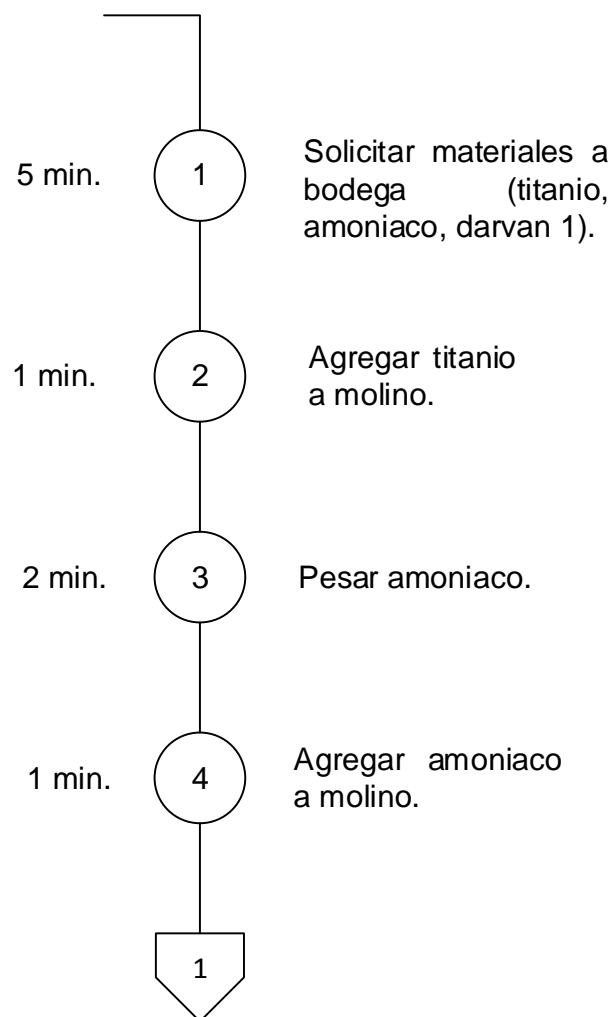 5 min.
1
Solicitar materiales a
bodega (titanio,
amoniaco, darvan 1).
1 min.
2
Agregar titanio
a molino.
2 min.
3
Pesar amoniaco.
1 min.
4
Agregar amoniaco
a molino.
1